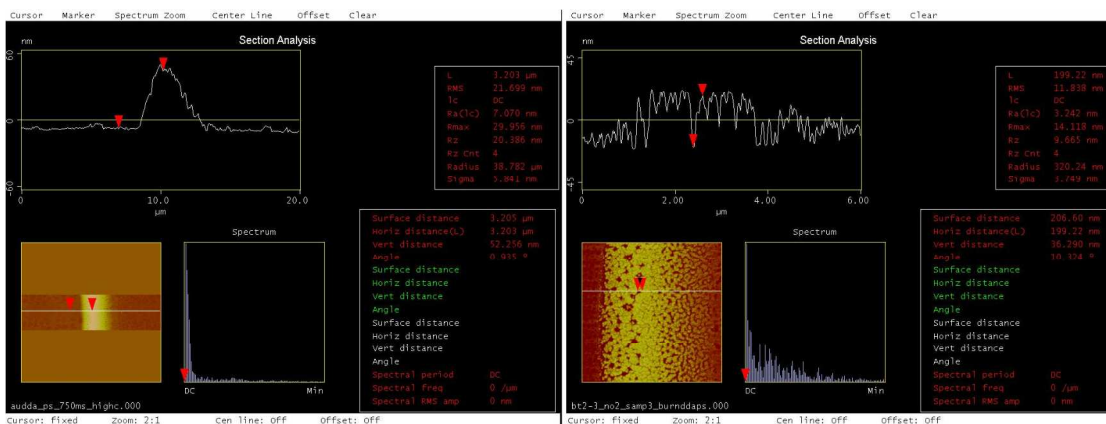 Cursor Marker Spectrum Zoom Center Line Offset Clear
nm
Section Analysis
60
0
-60
10.0
20.0
µm
L 3.203 µm
RMS 21.699 nm
lc DC
Ra(lc) 7.070 nm
Rmax 29.956 nm
Rz 20.386 nm
Rz Cnt 4
Radius 38.782 µm
Sigma 5.841 nm
Surface distance 3.205 µm
Horiz distance(L) 3.203 µm
Vert distance 52.256 nm
Angle 0.935 °
Surface distance
Horiz distance
Vert distance
Angle
Surface distance
Horiz distance
Vert distance
Angle
Spectral period DC
Spectral freq 0 /µm
Spectral RMS amp 0 nm
Spectrum
DC Min
audda_ps_750ms_highc.000
Cursor: fixed Zoom: 2:1 Cen line: Off Offset: Off
Cursor Marker Spectrum Zoom Center Line Offset Clear
nm
Section Analysis
45
0
-45
0 2.00 4.00 6.00
µm
L 199.22 nm
RMS 11.838 nm
lc DC
Ra(lc) 3.242 nm
Rmax 14.118 nm
Rz 9.665 nm
Rz Cnt 4
Radius 320.24 nm
Sigma 3.749 nm
Surface distance 206.60 nm
Horiz distance(L) 199.22 nm
Vert distance 36.290 nm
Angle 10.324 °
Surface distance
Horiz distance
Vert distance
Angle
Surface distance
Horiz distance
Vert distance
Angle
Spectral period DC
Spectral freq 0 /µm
Spectral RMS amp 0 nm
Spectrum
DC Min
bt2-3_no2_samp3_burnddaps.000
Cursor: fixed Zoom: 2:1 Cen line: Off Offset: Off